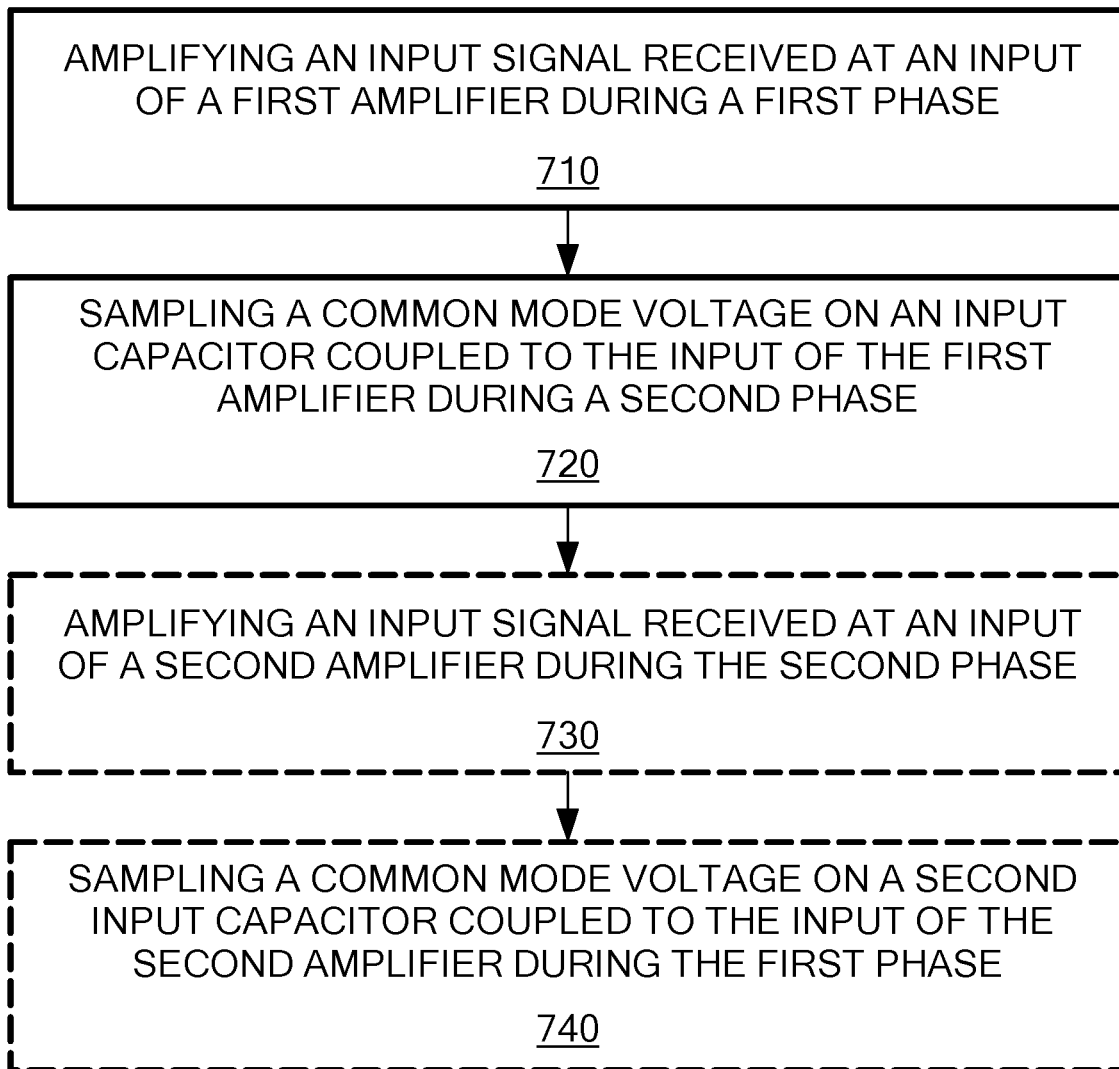 AMPLIFYING AN INPUT SIGNAL RECEIVED AT AN INPUT
OF A FIRST AMPLIFIER DURING A FIRST PHASE
710
SAMPLING A COMMON MODE VOLTAGE ON AN INPUT
CAPACITOR COUPLED TO THE INPUT OF THE FIRST
AMPLIFIER DURING A SECOND PHASE
720
AMPLIFYING AN INPUT SIGNAL RECEIVED AT AN INPUT
OF A SECOND AMPLIFIER DURING THE SECOND PHASE
730
SAMPLING A COMMON MODE VOLTAGE ON A SECOND
INPUT CAPACITOR COUPLED TO THE INPUT OF THE
SECOND AMPLIFIER DURING THE FIRST PHASE
740